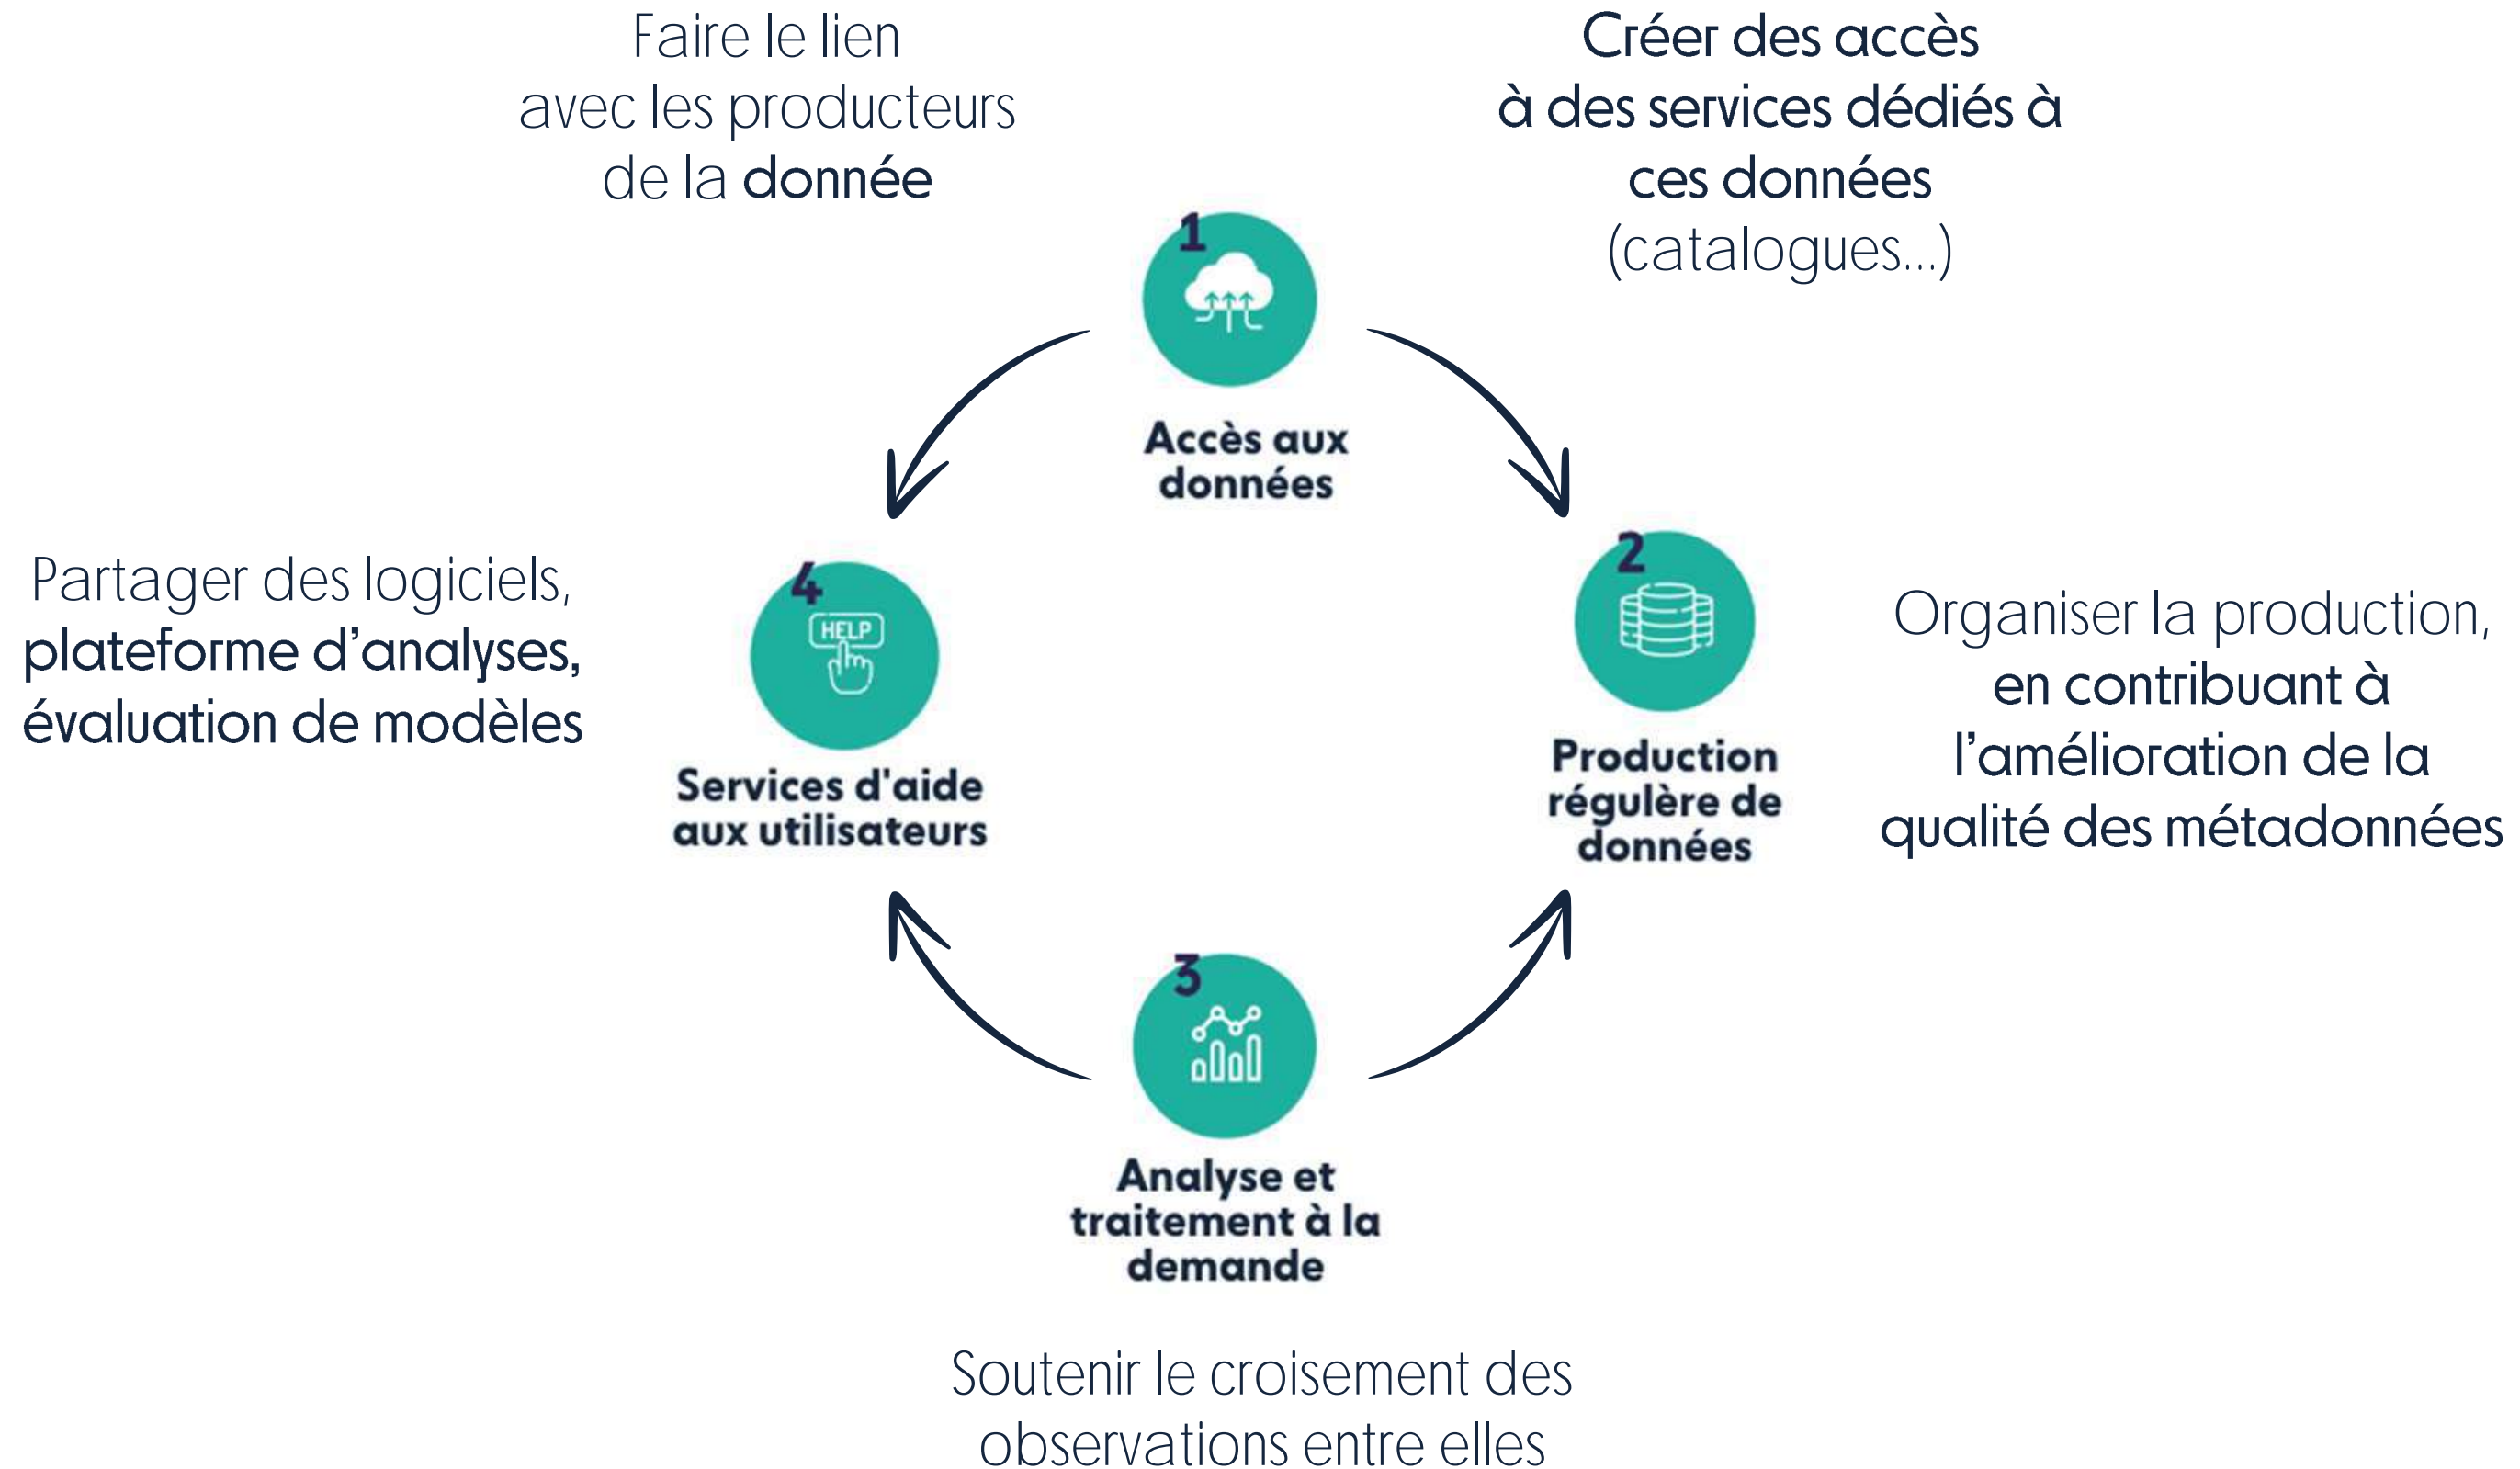 Faire le lien
avec les producteurs
de la donnée
Créer des accès
à des services dédiés à
ces données
(catalogues...)
1
Accès aux
données
2
Production
régulère de
données
Organiser la production,
en contribuant à
l'amélioration de la
qualité des métadonnées
3
Analyse et
traitement à la
demande
Soutenir le croisement des
observations entre elles
4
HELP
Services d'aide
aux utilisateurs
Partager des logiciels,
plateforme d'analyses,
évaluation de modèles